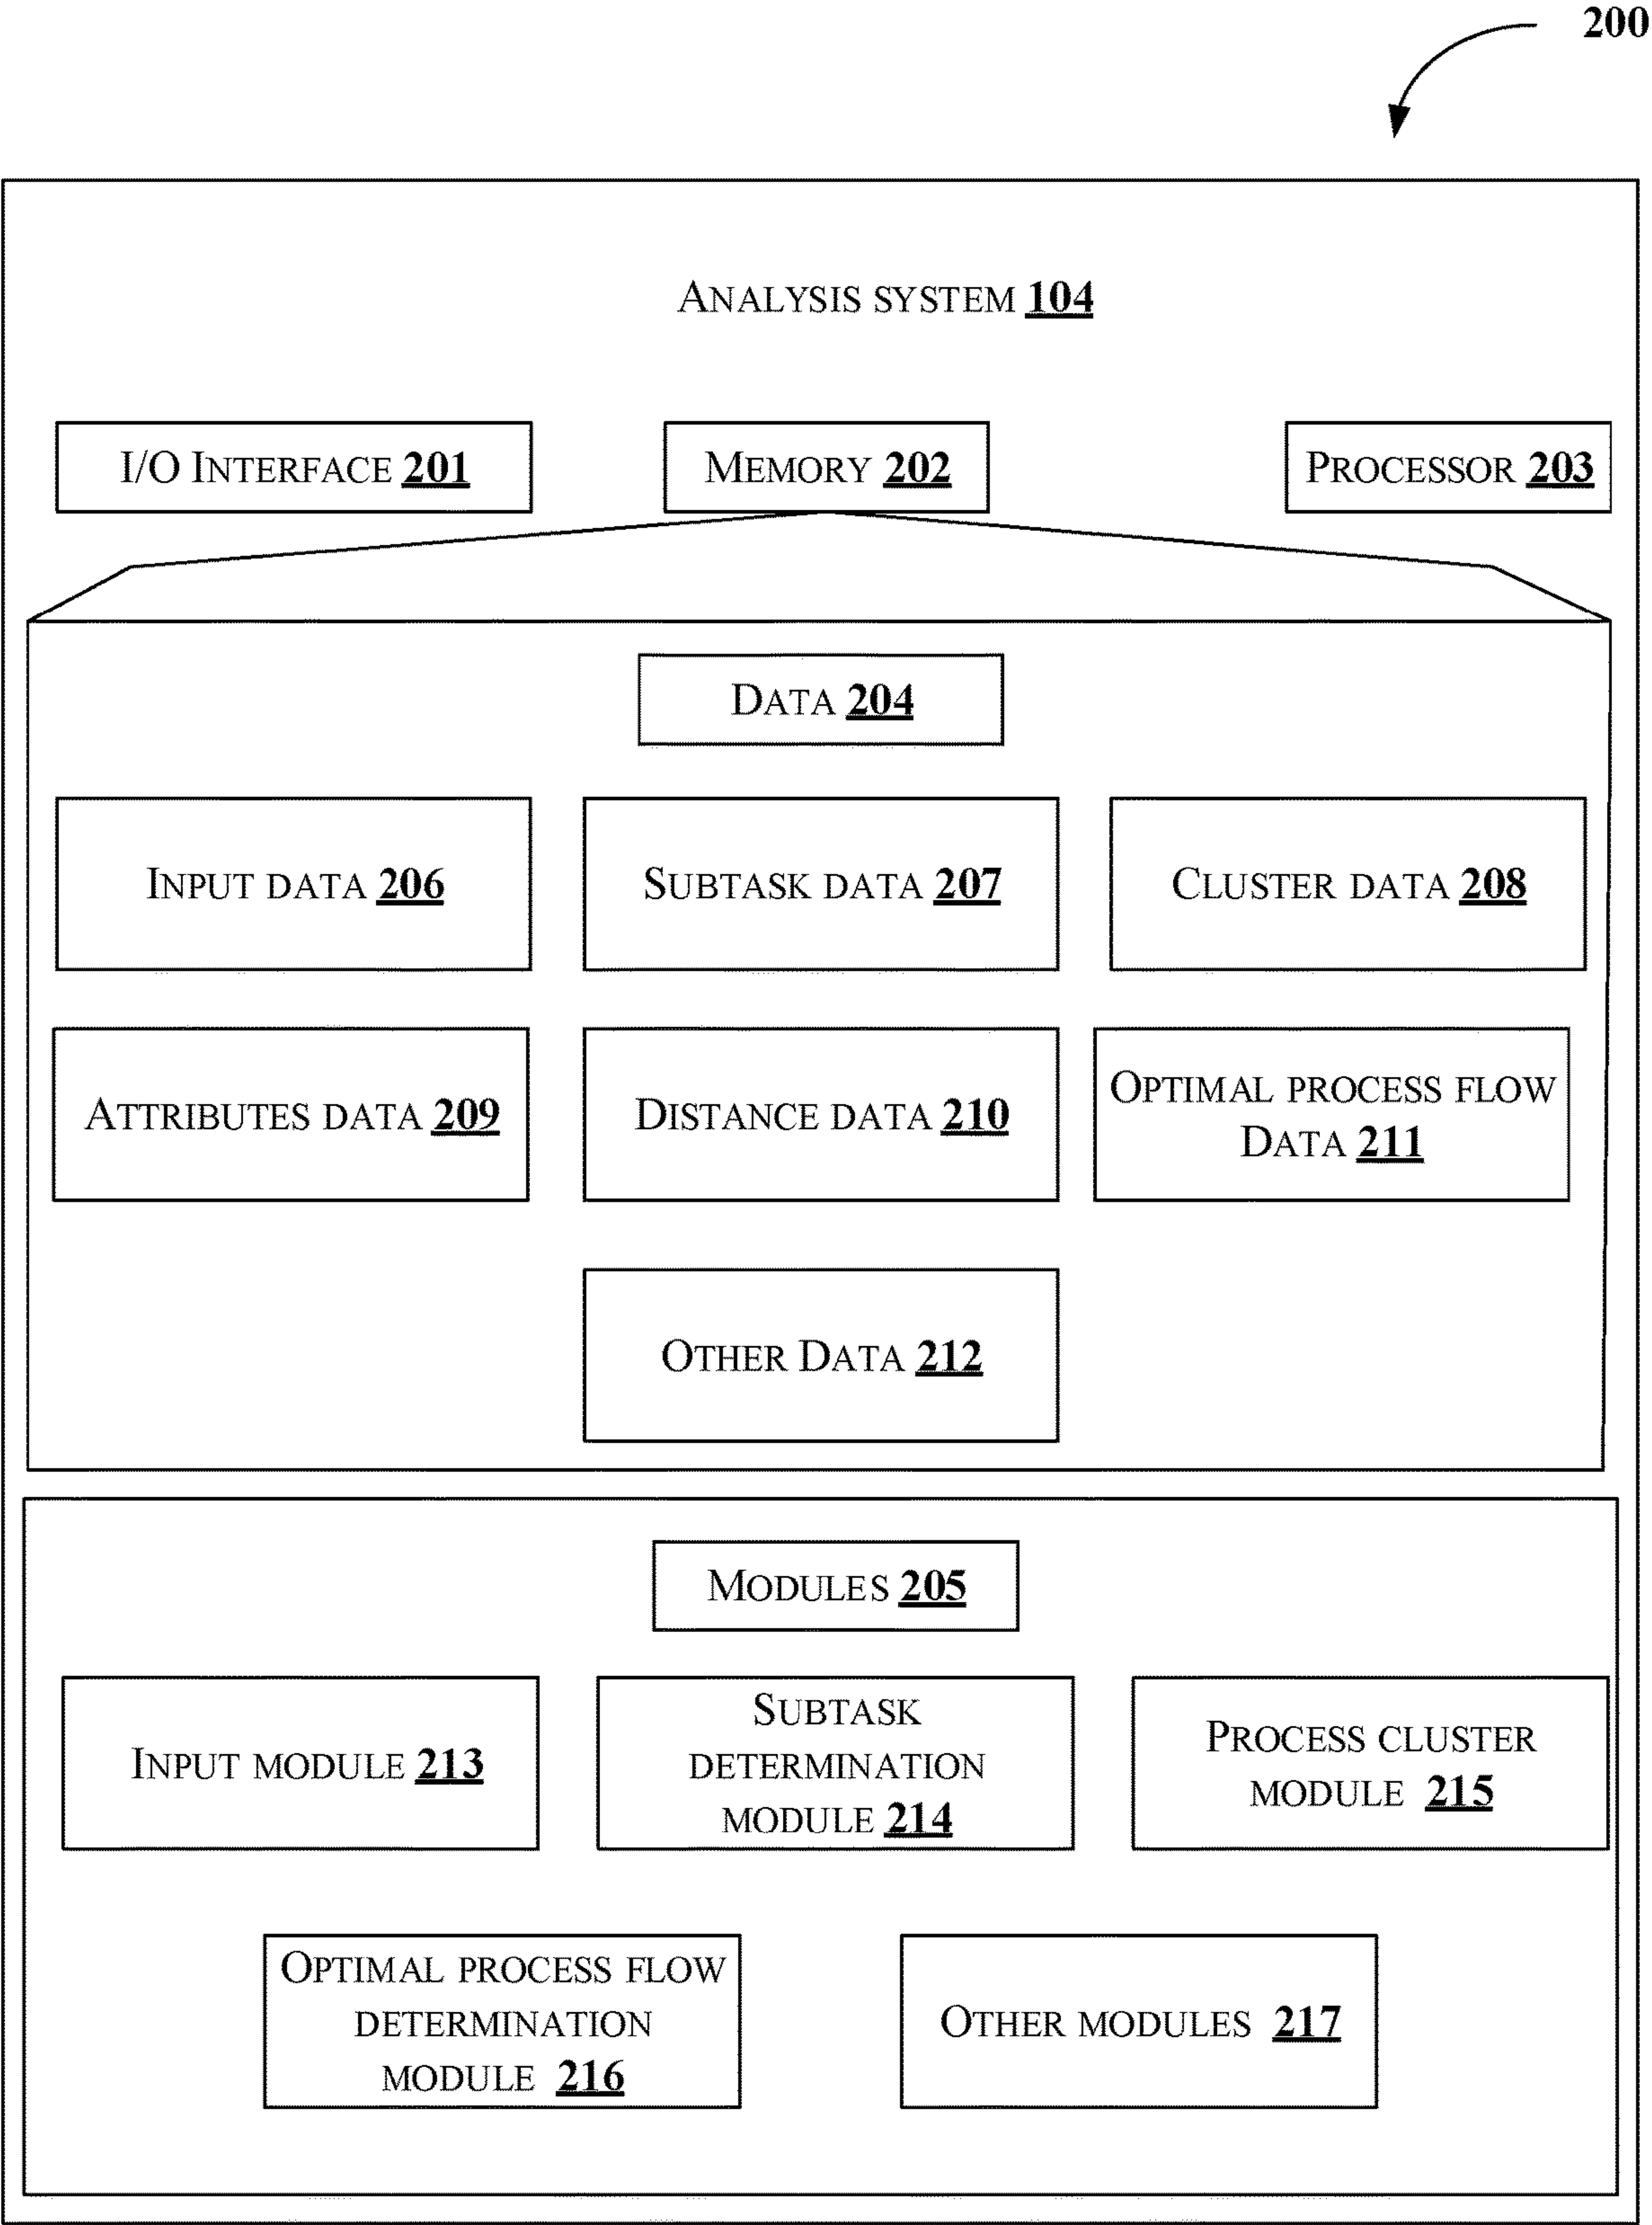 200
ANALYSIS SYSTEM 104
I/O INTERFACE 201
MEMORY 202
PROCESSOR 203
DATA 204
INPUT DATA 206
SUBTASK DATA 207
CLUSTER DATA 208
ATTRIBUTES DATA 209
DISTANCE DATA 210
OPTIMAL PROCESS FLOW
DATA 211
OTHER DATA 212
MODULES 205
INPUT MODULE 213
SUBTASK
DETERMINATION
MODULE 214
PROCESS CLUSTER
MODULE 215
OPTIMAL PROCESS FLOW
DETERMINATION
MODULE 216
OTHER MODULES 217